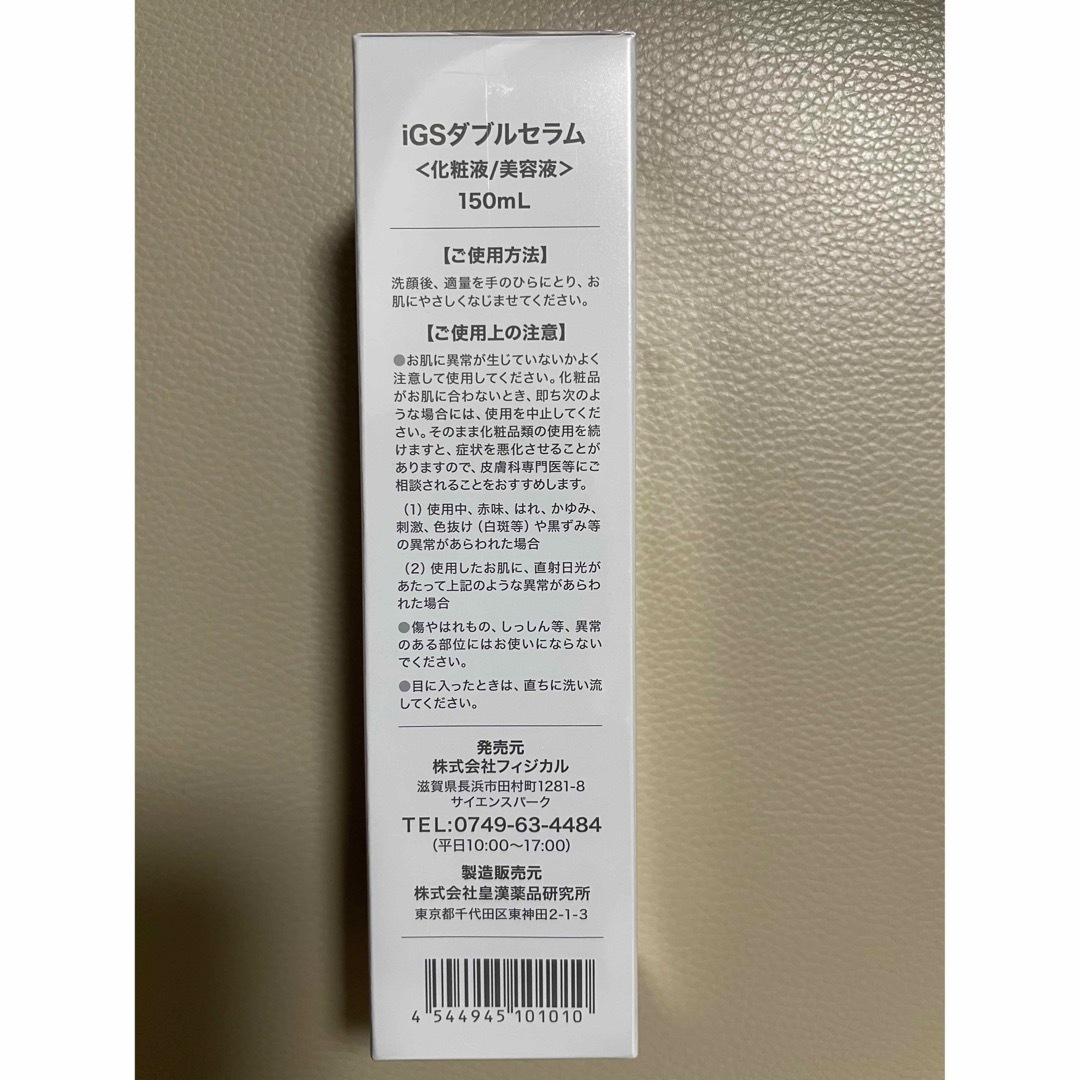 iGSダブルセラム
<化粧液/美容液>
150mL
【ご使用方法】
洗顔後、適量を手のひらにとり、お
肌にやさしくなじませてください。
【ご使用上の注意】
●お肌に異常が生じていないかよく
注意して使用してください。化粧品
がお肌に合わないとき、即ち次のよ
うな場合には、使用を中止してくだ
さい。そのまま化粧品類の使用を続
けますと、症状を悪化させることが
ありますので、皮膚科専門医等にご
相談されることをおすすめします。
（1）使用中、赤味、はれ、かゆみ、
刺激、色抜け（白斑等）や黒ずみ等
の異常があらわれた場合
（2）使用したお肌に、直射日光が
あたって上記のような異常があらわ
れた場合
●傷やはれもの、しっしん等、異常
のある部位にはお使いにならない
でください。
●目に入ったときは、直ちに洗い流
してください。
発売元
株式会社フィジカル
滋賀県長浜市田村町1281-8
サイエンスパーク
TEL:0749-63-4484
（平日10:00〜17:00）
製造販売元
株式会社皇漢薬品研究所
東京都千代田区東神田2-1-3
4 544945 101010